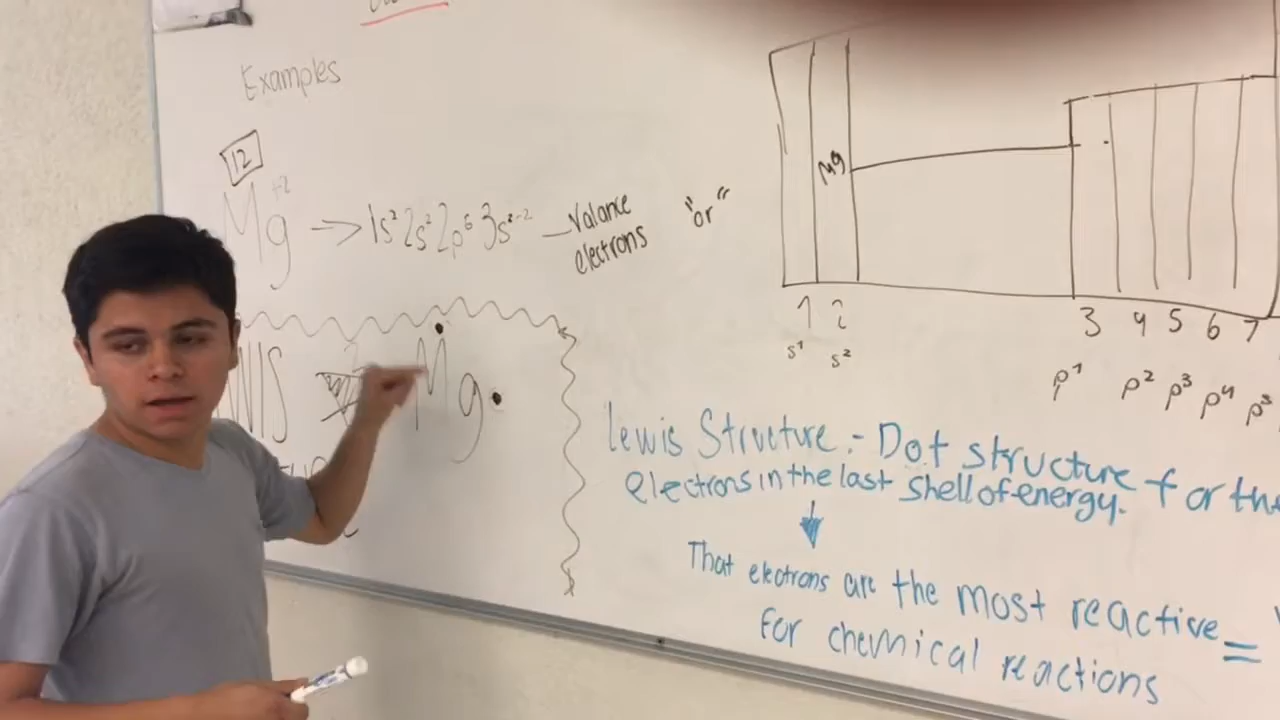 Examples
12
Mg+2 → 1s² 2s² 2p⁶ 3s²⁻² — Valance electrons "or"
Mg
1 2 3 4 5 6 7
s¹ s² p¹ p² p³ p⁴
Mg
Lewis Structure.- Dot structure for the
electrons in the last shell of energy.
That electrons are the most reactive =
for chemical reactions